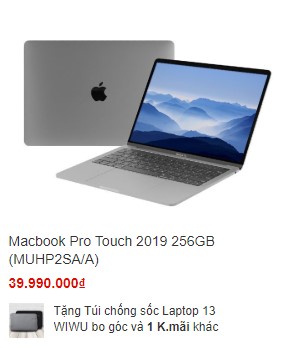 Macbook Pro Touch 2019 256GB
(MUHP2SA/A)
39.990.000₫
Tặng Túi chống sốc Laptop 13
WIWU bo góc và 1 K.mãi khác